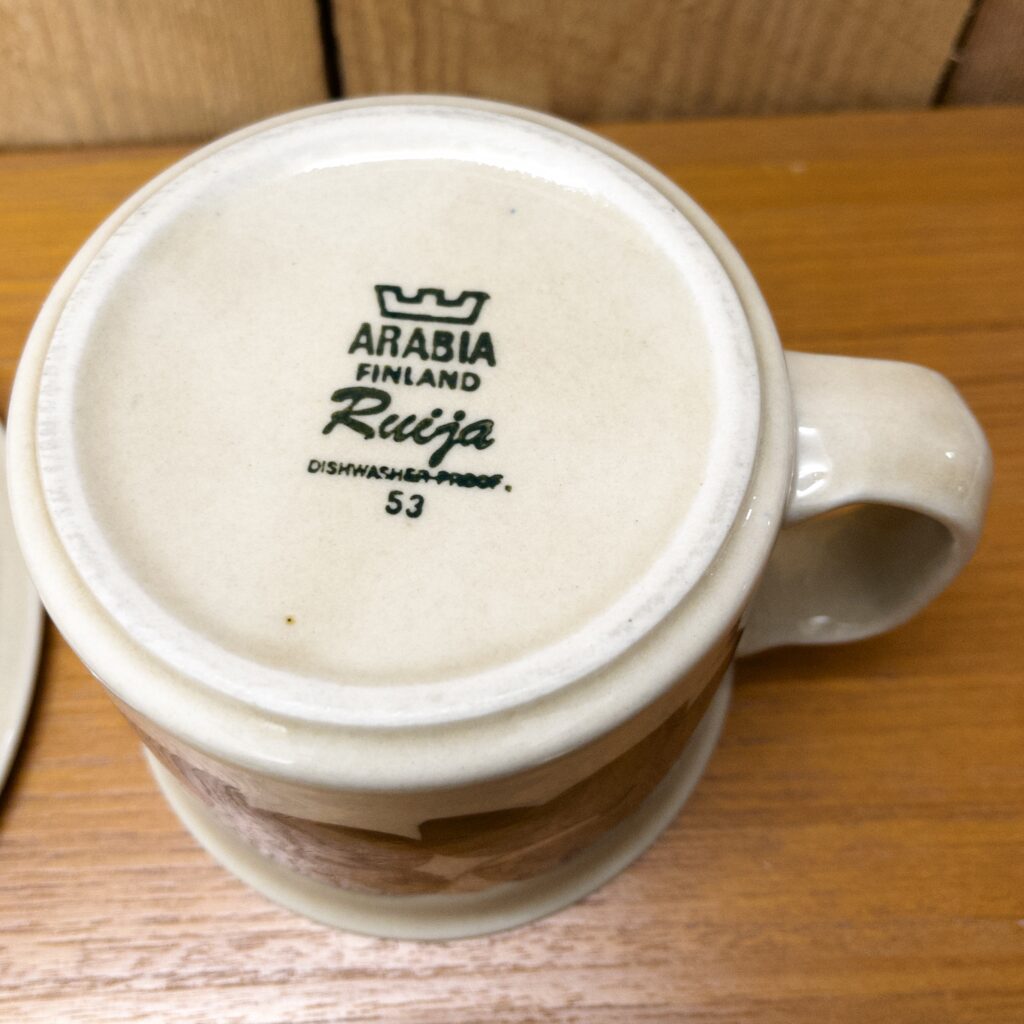 ARABIA
FINLAND
Ruija
DISHWASHER PROOF.
53